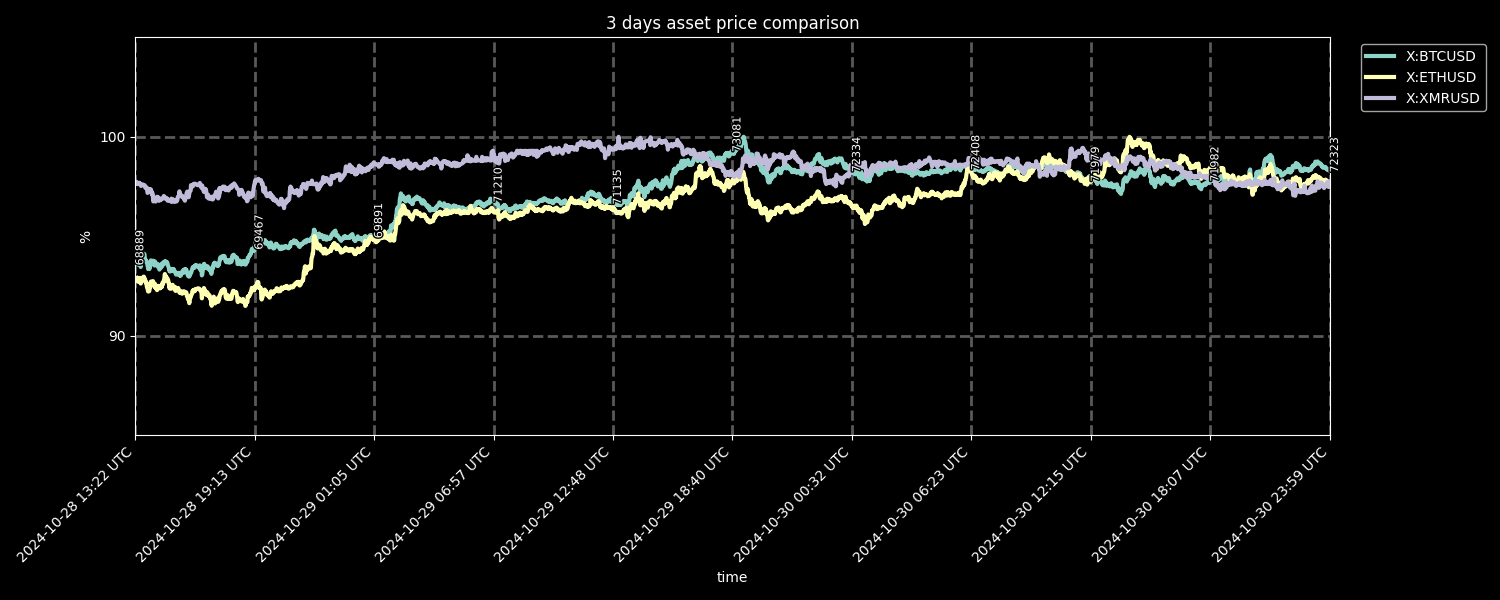 3 days asset price comparison
X:BTCUSD
X:ETHUSD
X:XMRUSD
100
90
%
68889
69467
69891
71210
71135
73081
72334
72408
71979
71982
72323
2024-10-28 13:22 UTC
2024-10-28 19:13 UTC
2024-10-29 01:05 UTC
2024-10-29 06:57 UTC
2024-10-29 12:48 UTC
2024-10-29 18:40 UTC
2024-10-30 00:32 UTC
2024-10-30 06:23 UTC
2024-10-30 12:15 UTC
2024-10-30 18:07 UTC
2024-10-30 23:59 UTC
time